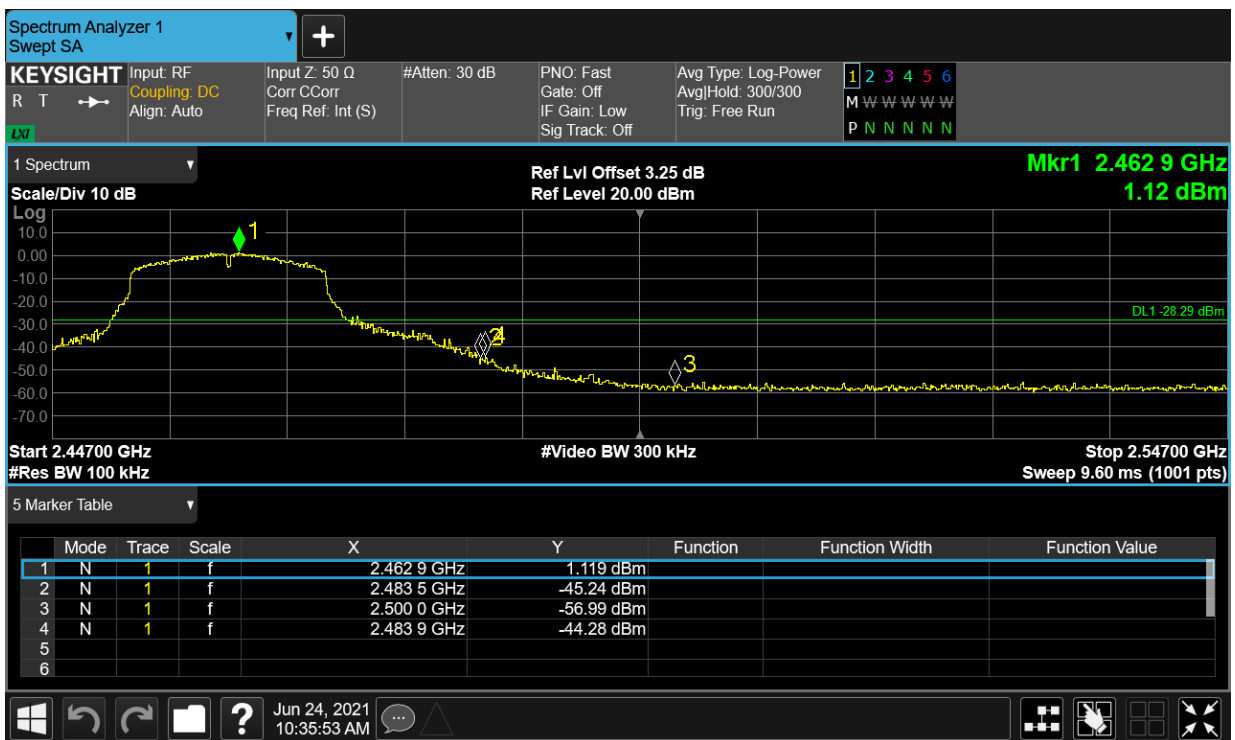 Spectrum Analyzer 1
Swept SA
+
KEYSIGHT Input: RF Input Z: 50 Ω #Atten: 30 dB PNO: Fast Avg Type: Log-Power 1 2 3 4 5 6
R T Coupling: DC Corr CCorr Gate: Off Avg|Hold: 300/300 M W W W W W
Align: Auto Freq Ref: Int (S) IF Gain: Low Trig: Free Run
LXI Sig Track: Off P N N N N N
1 Spectrum Ref Lvl Offset 3.25 dB Mkr1 2.462 9 GHz
Scale/Div 10 dB Ref Level 20.00 dBm 1.12 dBm
Log
10.0
1
0.00
-10.0
-20.0
DL1 -28.29 dBm
-30.0
2 4
-40.0
3
-50.0
-60.0
-70.0
Start 2.44700 GHz #Video BW 300 kHz Stop 2.54700 GHz
#Res BW 100 kHz Sweep 9.60 ms (1001 pts)
5 Marker Table
Mode Trace Scale X Y Function Function Width Function Value
1 N 1 f 2.462 9 GHz 1.119 dBm
2 N 1 f 2.483 5 GHz -45.24 dBm
3 N 1 f 2.500 0 GHz -56.99 dBm
4 N 1 f 2.483 9 GHz -44.28 dBm
5
6
? Jun 24, 2021
10:35:53 AM